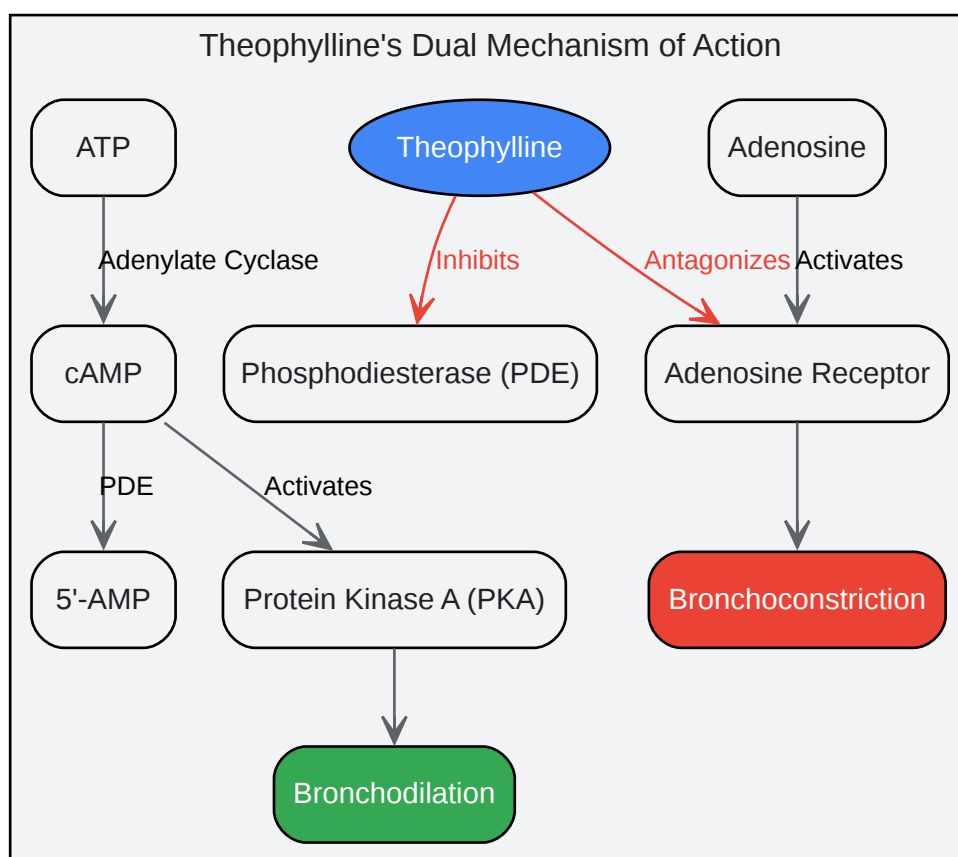 Theophylline's Dual Mechanism of Action
ATP
Theophylline
Adenosine
Adenylate Cyclase
Inhibits
Antagonizes
Activates
cAMP
Phosphodiesterase (PDE)
Adenosine Receptor
PDE
Activates
5'-AMP
Protein Kinase A (PKA)
Bronchoconstriction
Bronchodilation